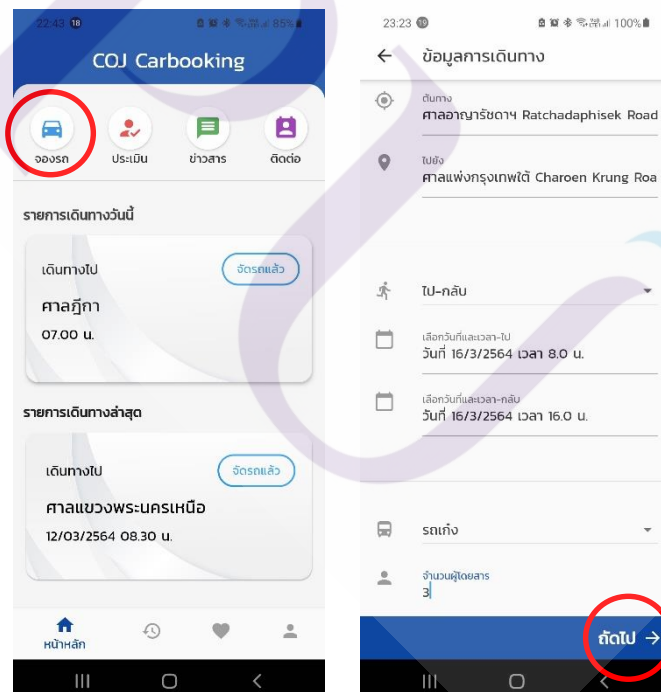 22:43 18 85%
COJ Carbooking
จองรถ ประเมิน ข่าวสาร ติดต่อ
รายการเดินทางวันนี้
เดินทางไป จัดรถแล้ว
ศาลฎีกา
07.00 น.
รายการเดินทางล่าสุด
เดินทางไป จัดรถแล้ว
ศาลแขวงพระนครเหนือ
12/03/2564 08.30 น.
หน้าหลัก
23:23 19 100%
ข้อมูลการเดินทาง
ต้นทาง
ศาลอาญารัชดาฯ Ratchadaphisek Road
ไปยัง
ศาลแพ่งกรุงเทพใต้ Charoen Krung Roa
ไป-กลับ
เลือกวันที่และเวลา-ไป
วันที่ 16/3/2564 เวลา 8.0 น.
เลือกวันที่และเวลา-กลับ
วันที่ 16/3/2564 เวลา 16.0 น.
รถเก๋ง
จำนวนผู้โดยสาร
3
ถัดไป →